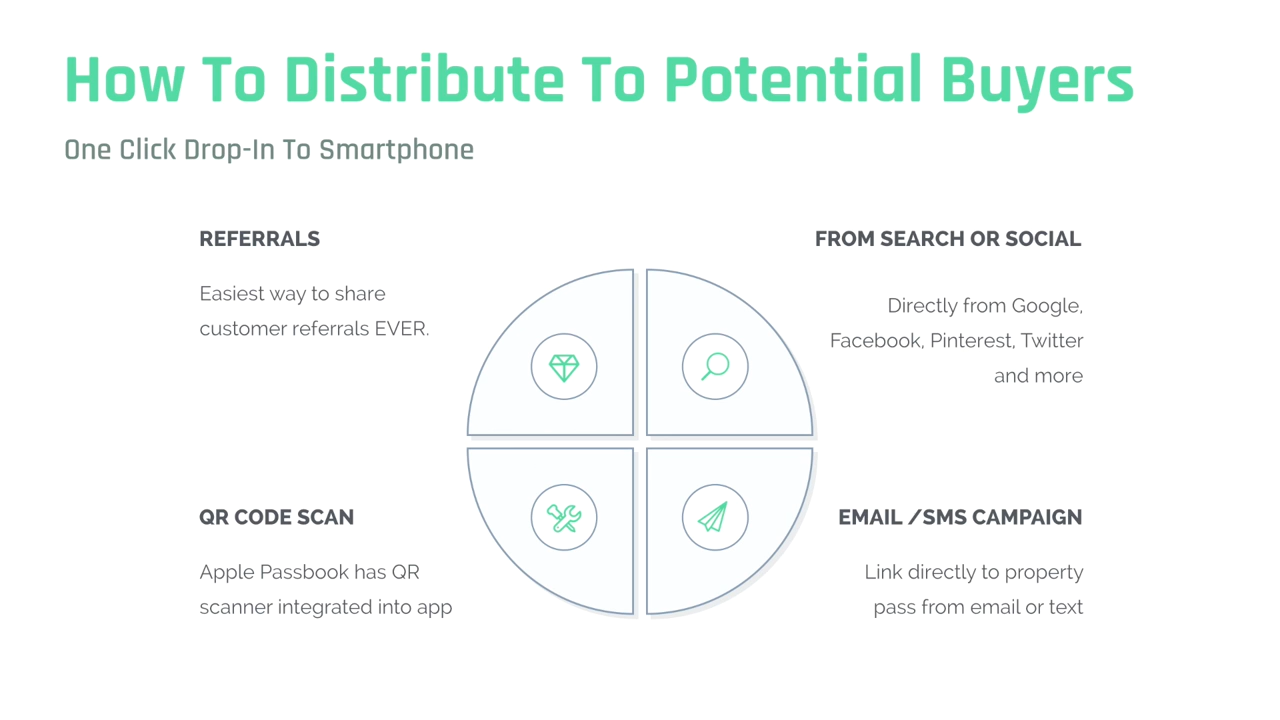 How To Distribute To Potential Buyers
One Click Drop-In To Smartphone
REFERRALS
Easiest way to share
customer referrals EVER.
FROM SEARCH OR SOCIAL
Directly from Google,
Facebook, Pinterest, Twitter
and more
QR CODE SCAN
Apple Passbook has QR
scanner integrated into app
EMAIL /SMS CAMPAIGN
Link directly to property
pass from email or text